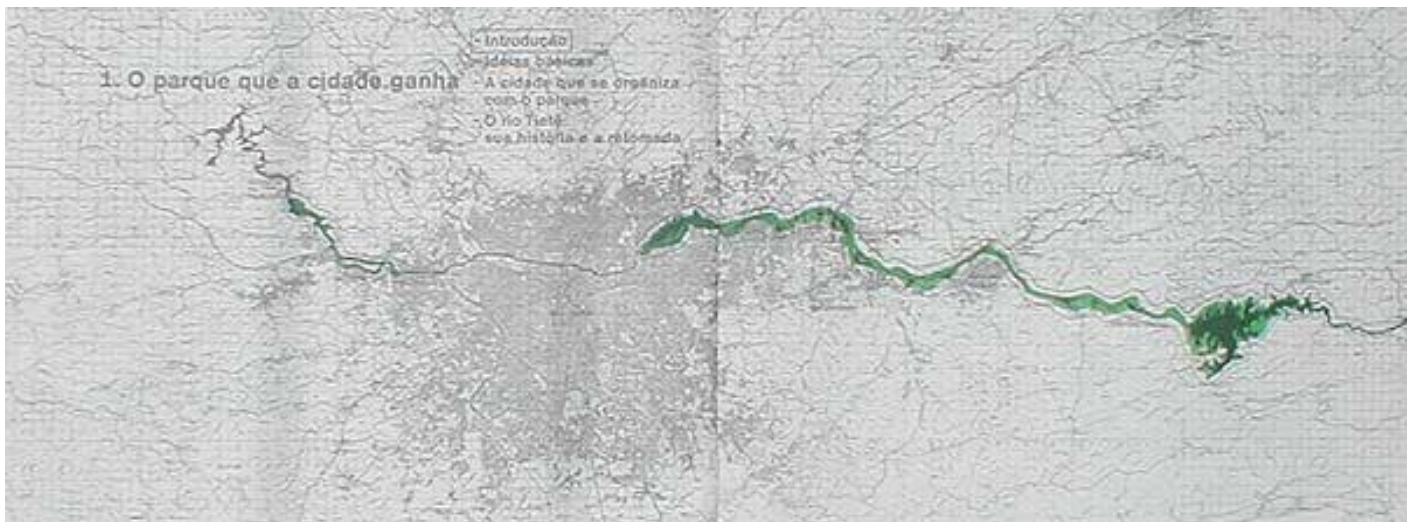 1. O parque que a cidade ganha
- Introdução
- Idéias básicas
- A cidade que se organiza
com o parque
- O rio Tietê:
sua história e a retomada